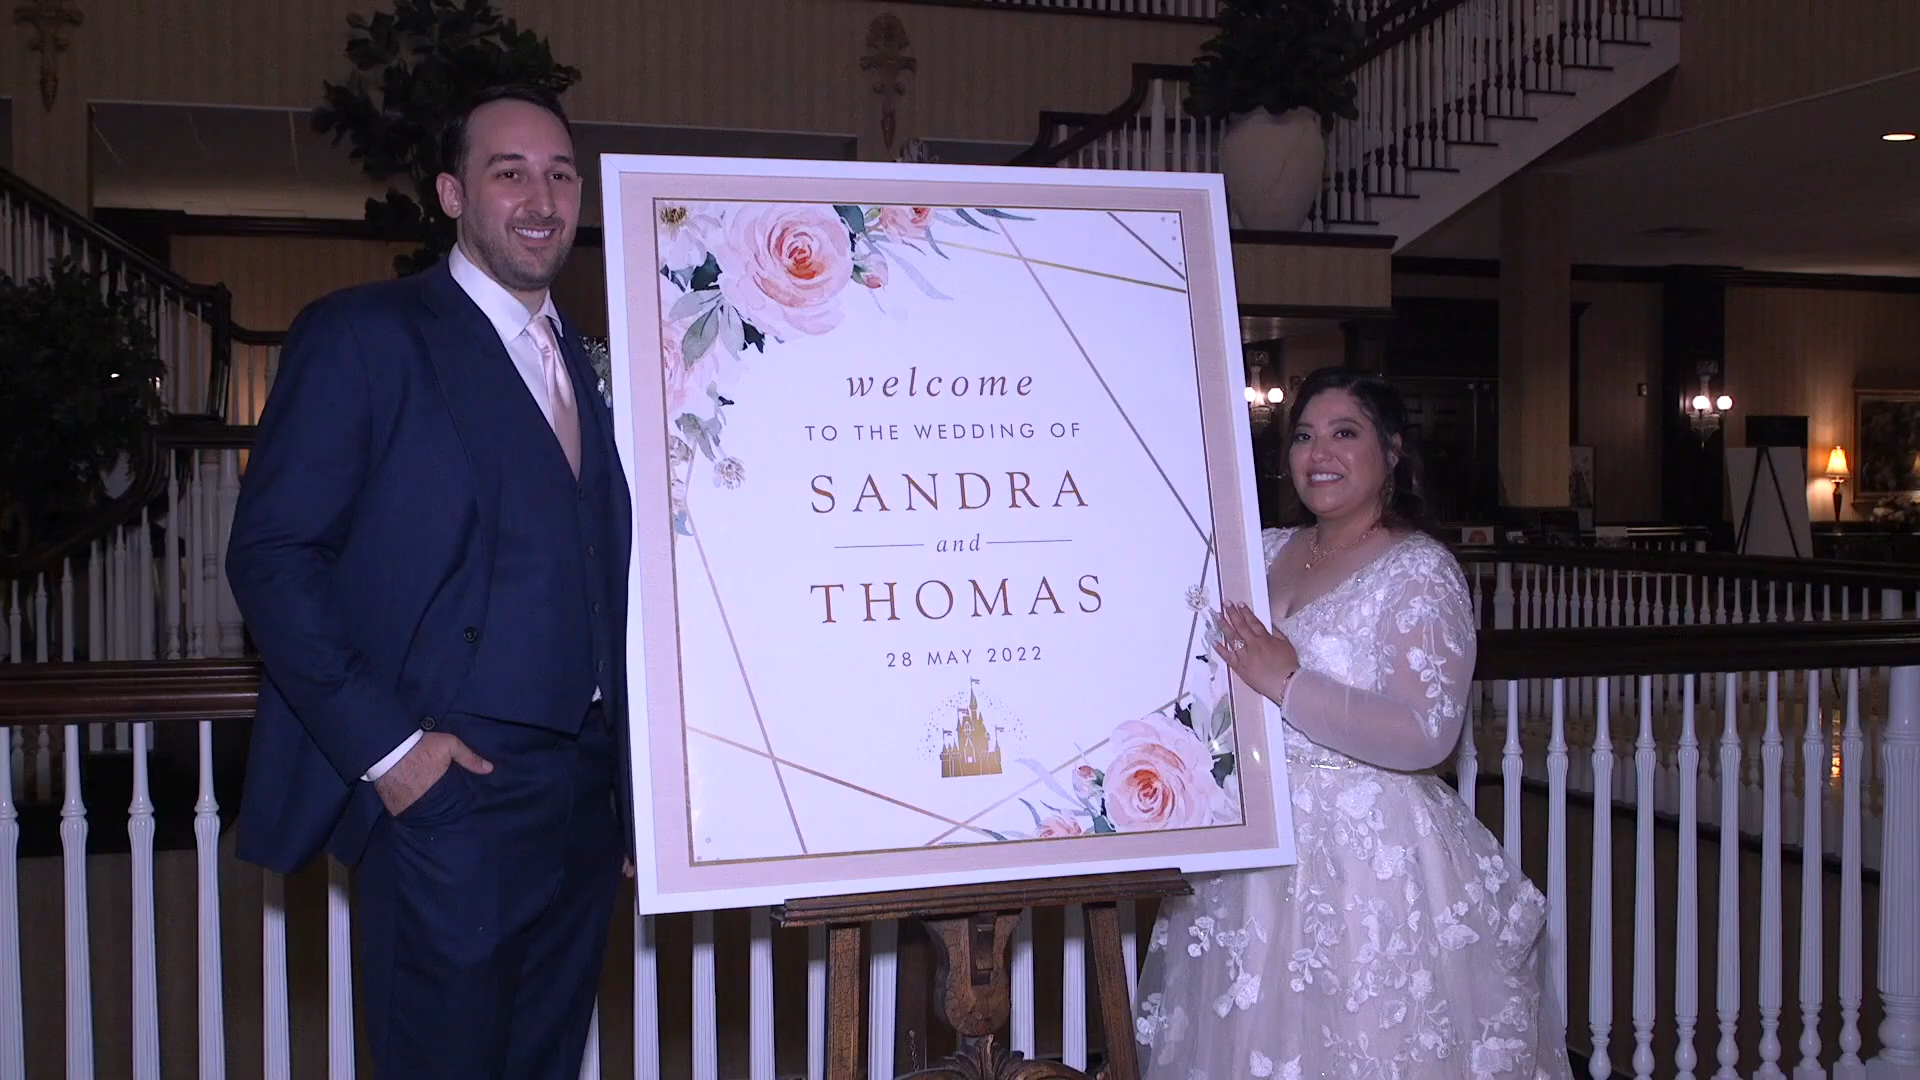 welcome
TO THE WEDDING OF
SANDRA
and
THOMAS
28 MAY 2022